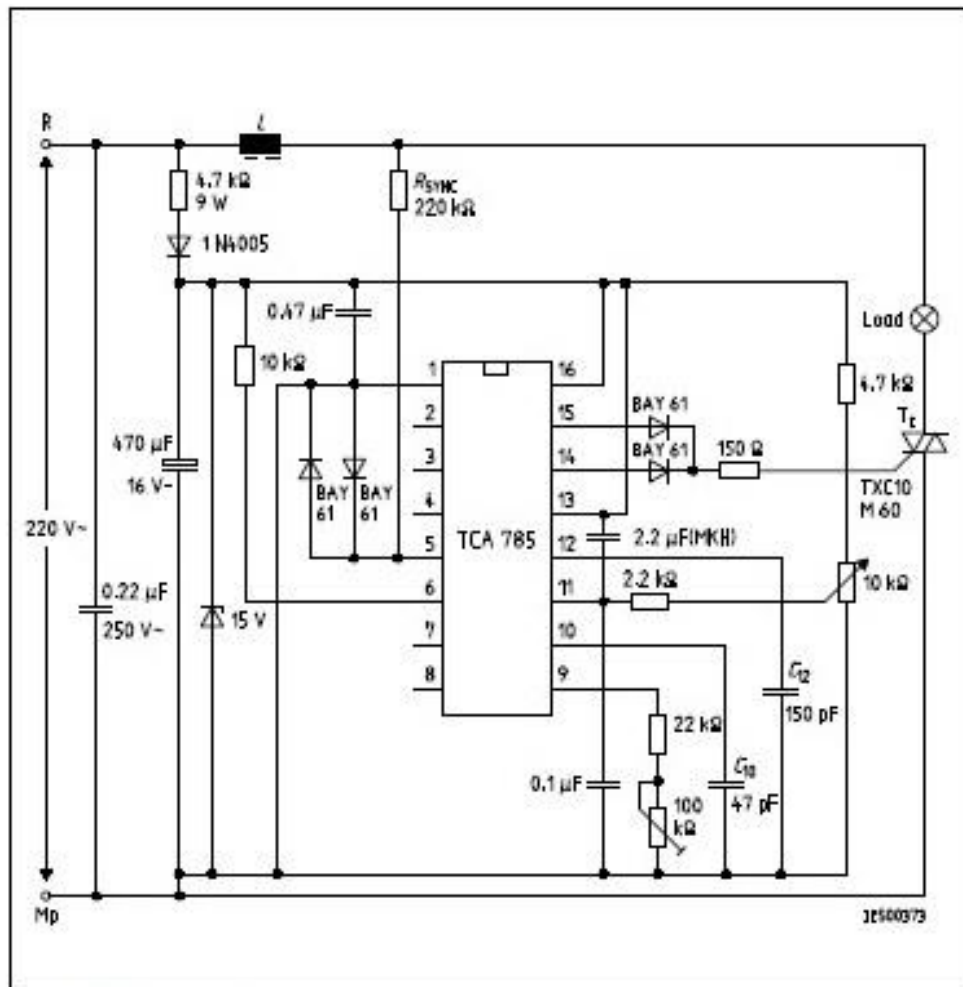 R
L
4.7 kΩ
9 W
R SYNC
220 kΩ
1 N4005
0.47 µF
Load
10 kΩ
1
16
4.7 kΩ
2
15
BAY 61
470 µF
16 V~
3
14
BAY 61
150 Ω
TXC10
M 60
BAY
61
BAY
61
4
13
TCA 785
2.2 µF(MKH)
220 V~
5
12
2.2 kΩ
10 kΩ
0.22 µF
250 V~
15 V
6
11
7
10
8
9
C12
150 pF
22 kΩ
0.1 µF
C10
47 pF
100
kΩ
Mp